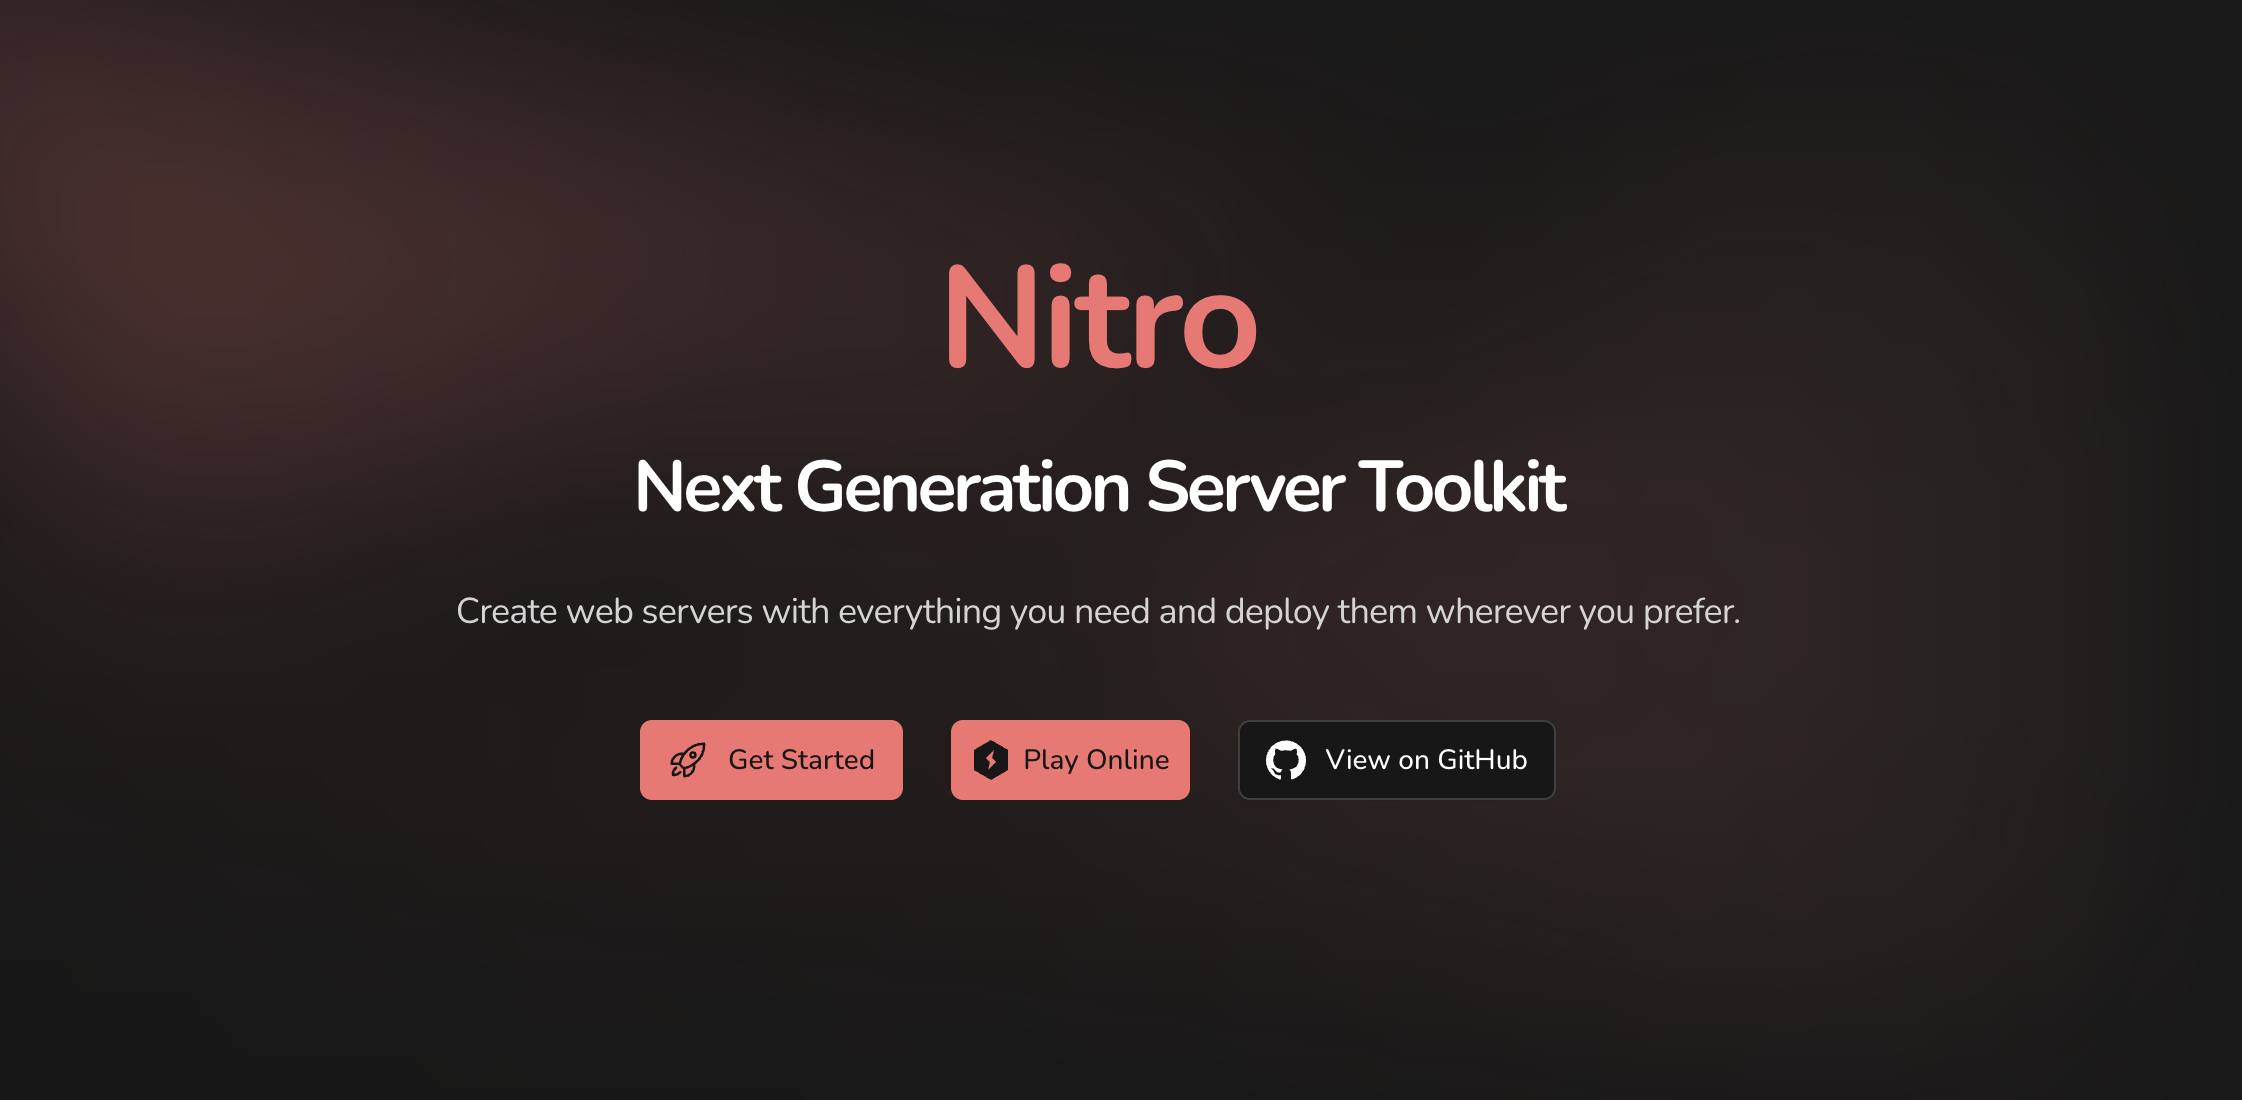 Nitro
Next Generation Server Toolkit
Create web servers with everything you need and deploy them wherever you prefer.
Get Started
Play Online
View on GitHub